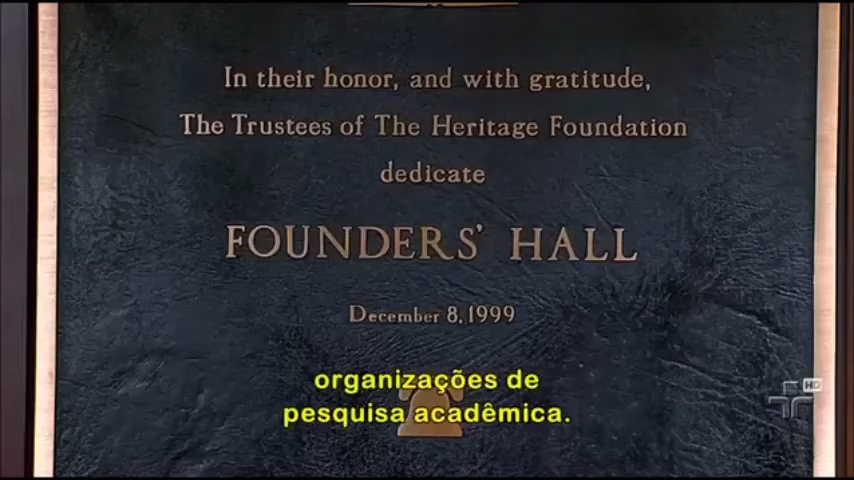 In their honor, and with gratitude,
The Trustees of The Heritage Foundation
dedicate
FOUNDERS' HALL
December 8, 1999
organizações de
pesquisa acadêmica.
HD